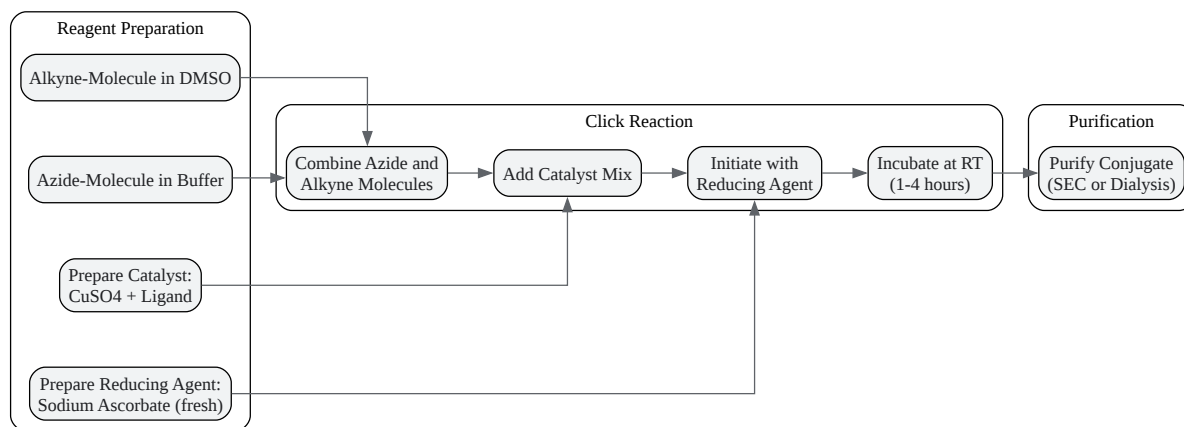 Reagent Preparation
Alkyne-Molecule in DMSO
Azide-Molecule in Buffer
Prepare Catalyst:
CuSO4 + Ligand
Prepare Reducing Agent:
Sodium Ascorbate (fresh)
Click Reaction
Combine Azide and
Alkyne Molecules
Add Catalyst Mix
Initiate with
Reducing Agent
Incubate at RT
(1-4 hours)
Purification
Purify Conjugate
(SEC or Dialysis)